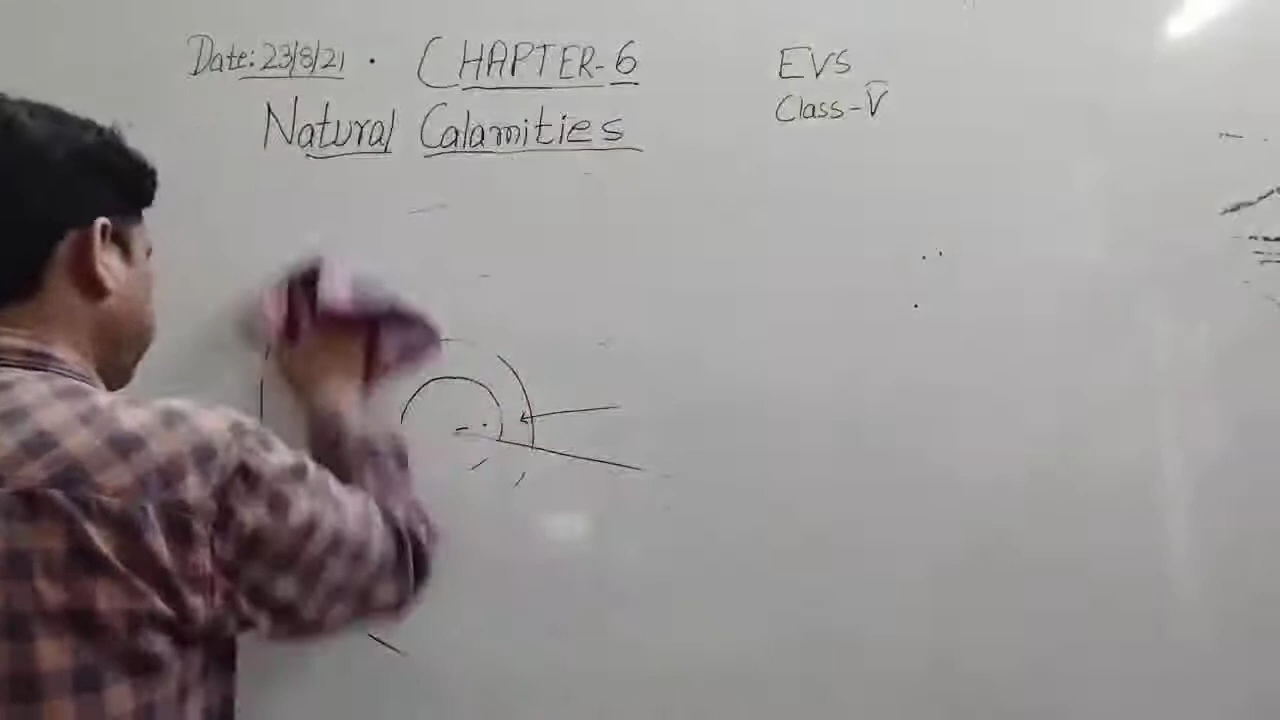 Date: 23/8/21 . CHAPTER-6
Natural Calamities
EVS
Class-V